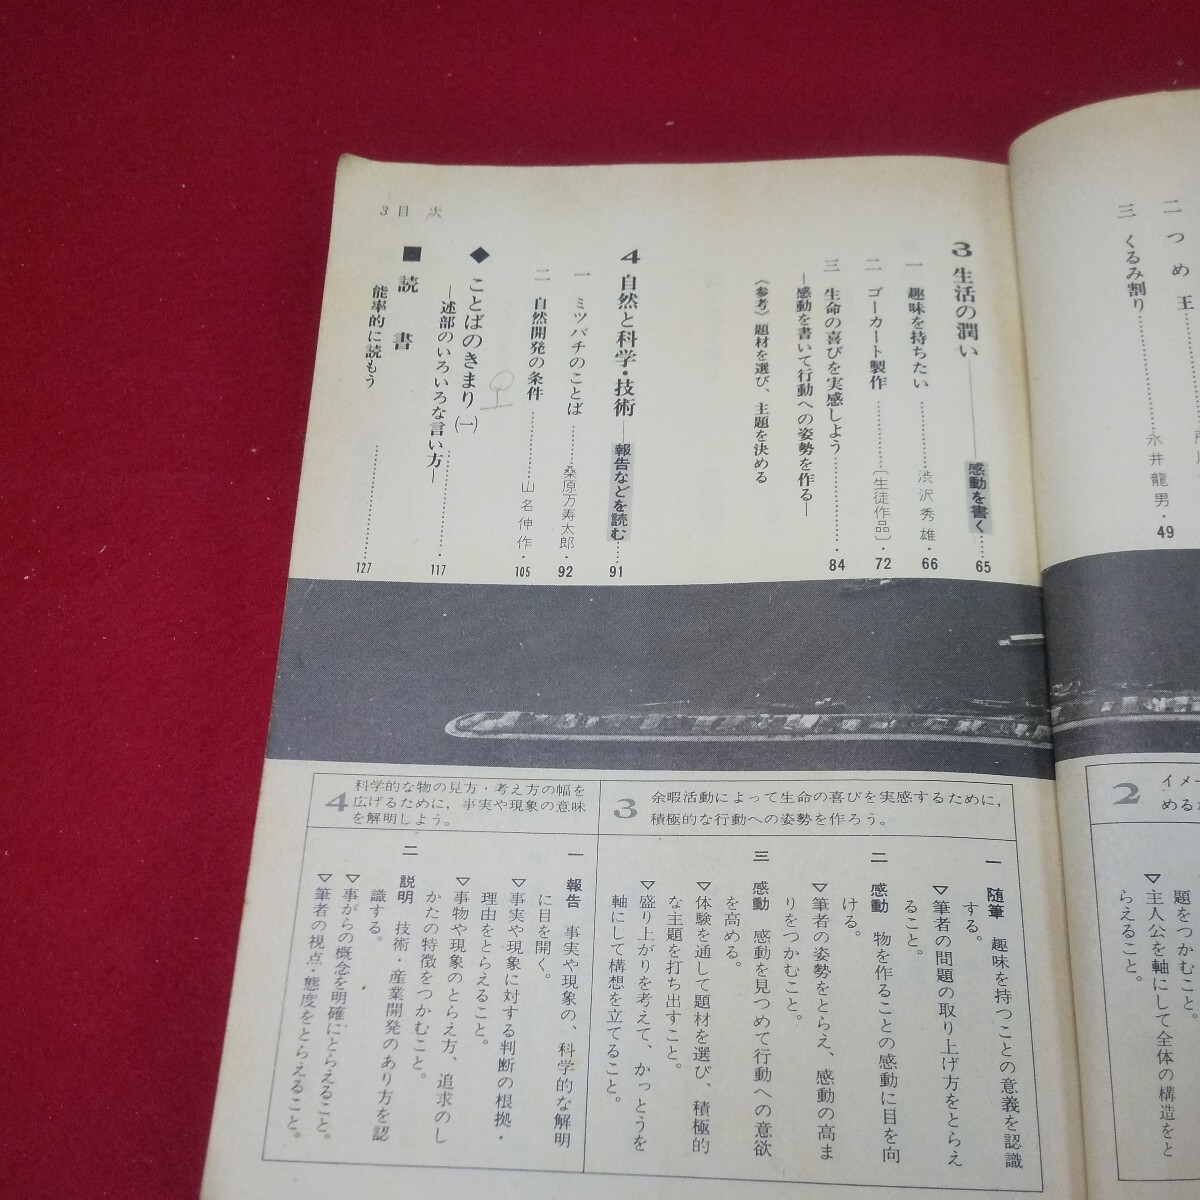 二 つめ王
三 くるみ割り……永井龍男・49
3 生活の潤い――感動を書く……65
一 趣味を持ちたい……渋沢秀雄・66
二 ゴーカート製作……〔生徒作品〕・72
三 生命の喜びを実感しよう……84
―感動を書いて行動への姿勢を作る―
〈参考〉題材を選び、主題を決める
4 自然と科学・技術――報告などを読む……91
一 ミツバチのことば……桑原万寿太郎・92
二 自然開発の条件……山名伸作・105
◆ ことばのきまり(一)
―述部のいろいろな言い方―……117
■ 読書
能率的に読もう……127
3 目次
2 イメー
める
題をつかむこと。
▽主人公を軸にして全体の構造をと
らえること。
3 余暇活動によって生命の喜びを実感するために,
積極的な行動への姿勢を作ろう。
一 随筆 趣味を持つことの意義を認識
する。
▽筆者の問題の取り上げ方をとらえ
ること。
二 感動 物を作ることの感動に目を向
ける。
▽筆者の姿勢をとらえ、感動の高ま
りをつかむこと。
三 感動 感動を見つめて行動への意欲
を高める。
▽体験を通して題材を選び、積極的
な主題を打ち出すこと。
▽盛り上がりを考えて、かっとうを
軸にして構想を立てること。
4 科学的な物の見方・考え方の幅を
広げるために,事実や現象の意味
を解明しよう。
一 報告 事実や現象の、科学的な解明
に目を開く。
▽事実や現象に対する判断の根拠・
理由をとらえること。
▽事物や現象のとらえ方、追求のし
かたの特徴をつかむこと。
二 説明 技術・産業開発のあり方を認
識する。
▽事がらの概念を明確にとらえること。
▽筆者の視点・態度をとらえること。